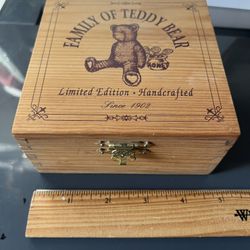 FAMILY OF TEDDY BEAR
HONEY
Limited Edition • Handcrafted
Since 1902
1 2 3 4 5
W